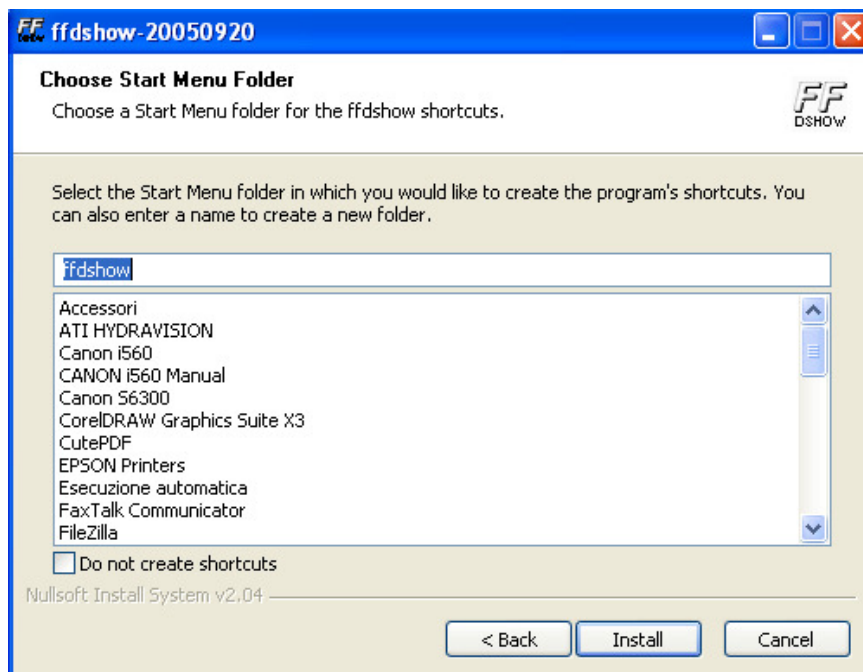 ffdshow-20050920
Choose Start Menu Folder
Choose a Start Menu folder for the ffdshow shortcuts.
FF
DSHOW
Select the Start Menu folder in which you would like to create the program's shortcuts. You
can also enter a name to create a new folder.
ffdshow
Accessori
ATI HYDRAVISION
Canon i560
CANON i560 Manual
Canon S6300
CorelDRAW Graphics Suite X3
CutePDF
EPSON Printers
Esecuzione automatica
FaxTalk Communicator
FileZilla
Do not create shortcuts
Nullsoft Install System v2.04
< Back
Install
Cancel